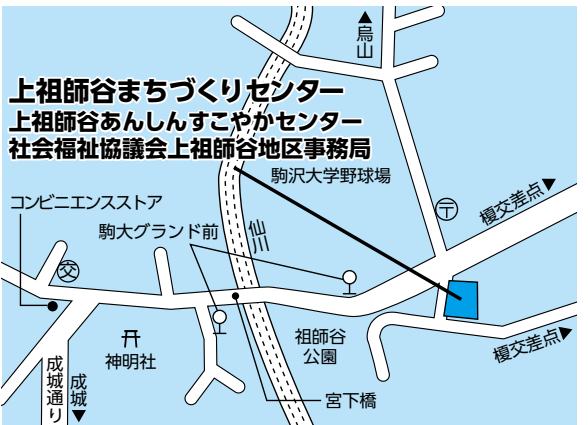 ▲烏山
上祖師谷まちづくりセンター
上祖師谷あんしんすこやかセンター
社会福祉協議会上祖師谷地区事務局
駒沢大学野球場
コンビニエンスストア
〒
榎交差点▼
駒大グランド前
仙川
交
神明社
祖師谷
公園
榎交差点▼
成城通り
成城▼
宮下橋